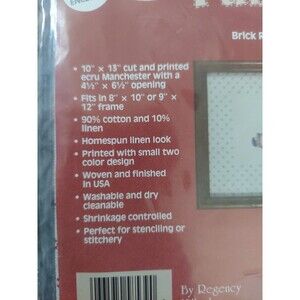 Brick R
• 10" × 13" cut and printed
ecru Manchester with a
4½" × 6½" opening
• Fits in 8" × 10" or 9" ×
12" frame
• 90% cotton and 10%
linen
• Homespun linen look
• Printed with small two
color design
• Woven and finished
in USA
• Washable and dry
cleanable
• Shrinkage controlled
• Perfect for stenciling or
stitchery
By Regency